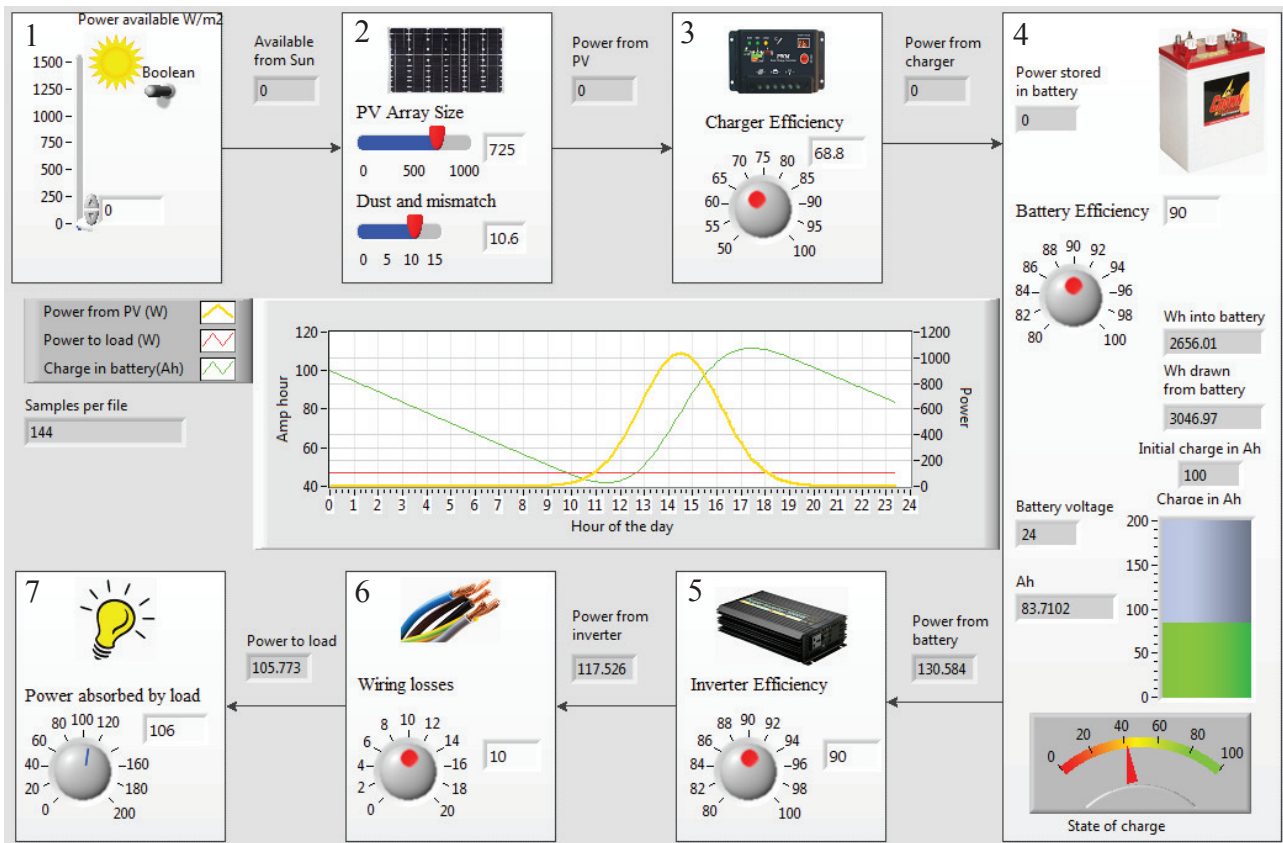 1
Power available W/m2
1500
1250
1000
750
500
250
0
Boolean
0
Available
from Sun
0
2
PV Array Size
725
0 500 1000
Dust and mismatch
10.6
0 5 10 15
Power from
PV
0
3
PWM
Charger Efficiency
68.8
50 55 60 65 70 75 80 85 90 95 100
Power from
charger
0
4
Power stored
in battery
0
Battery Efficiency
90
80 82 84 86 88 90 92 94 96 98 100
Wh into battery
2656.01
Wh drawn
from battery
3046.97
Initial charge in Ah
100
Charge in Ah
200
150
100
50
0
Battery voltage
24
Ah
83.7102
0 20 40 60 80 100
State of charge
Power from PV (W)
Power to load (W)
Charge in battery(Ah)
Samples per file
144
Amp hour
120
100
80
60
40
1200
1000
800
600
400
200
0
Power
0 1 2 3 4 5 6 7 8 9 10 11 12 13 14 15 16 17 18 19 20 21 22 23 24
Hour of the day
7
Power absorbed by load
106
0 20 40 60 80 100 120 160 180 200
Power to load
105.773
6
Wiring losses
10
0 2 4 6 8 10 12 14 16 18 20
Power from
inverter
117.526
5
Inverter Efficiency
90
80 82 84 86 88 90 92 94 96 98 100
Power from
battery
130.584